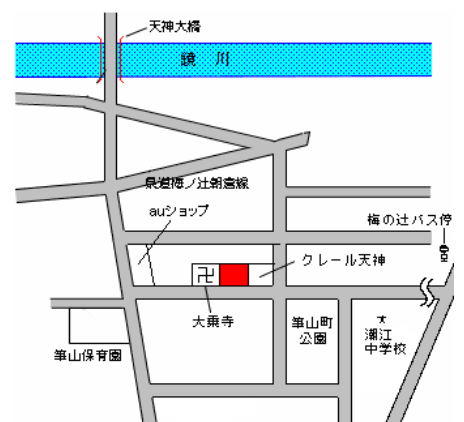 天神大橋
鏡 川
県道梅ノ辻朝倉線
auショップ
梅の辻バス停
クレール天神
卍
大乗寺
筆山町
公園
潮江
中学校
筆山保育園